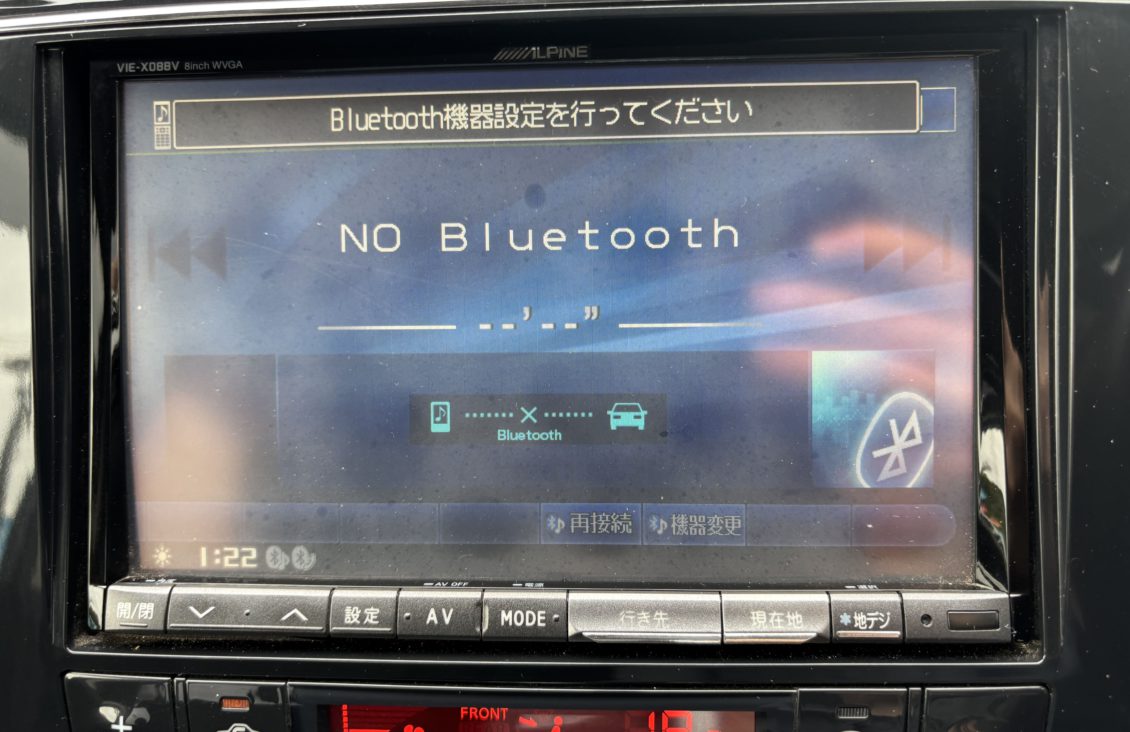 VIE-X088V 8inch WVGA
ALPINE
Bluetooth機器設定を行ってください
NO Bluetooth
--’--”
Bluetooth
再接続 機器変更
1:22
AV OFF
開/閉 設定 AV MODE 行き先 現在地 *地デジ
FRONT